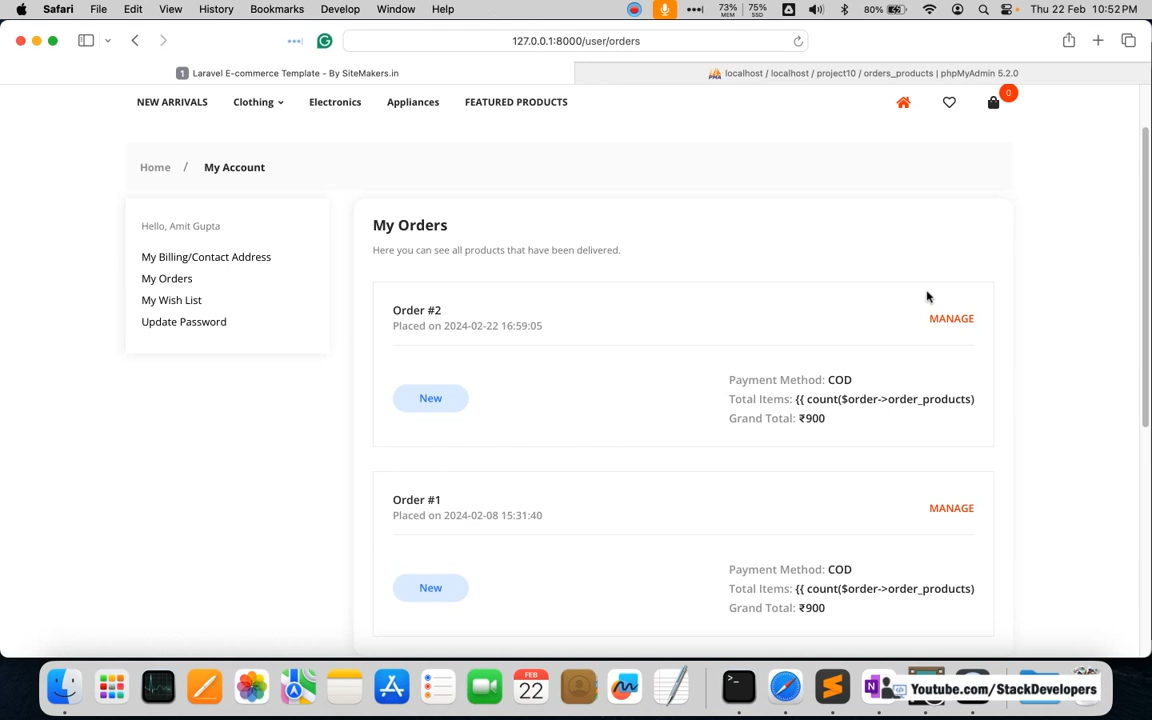 Safari File Edit View History Bookmarks Develop Window Help 73% MEM 75% SSD 80% Thu 22 Feb 10:52 PM
127.0.0.1:8000/user/orders
1 Laravel E-commerce Template - By SiteMakers.in
localhost / localhost / project10 / orders_products | phpMyAdmin 5.2.0
NEW ARRIVALS Clothing Electronics Appliances FEATURED PRODUCTS 0
Home / My Account
Hello, Amit Gupta
My Billing/Contact Address
My Orders
My Wish List
Update Password
My Orders
Here you can see all products that have been delivered.
Order #2
Placed on 2024-02-22 16:59:05
MANAGE
New
Payment Method: COD
Total Items: {{ count($order->order_products)
Grand Total: ₹900
Order #1
Placed on 2024-02-08 15:31:40
MANAGE
New
Payment Method: COD
Total Items: {{ count($order->order_products)
Grand Total: ₹900
FEB
22
Youtube.com/StackDevelopers